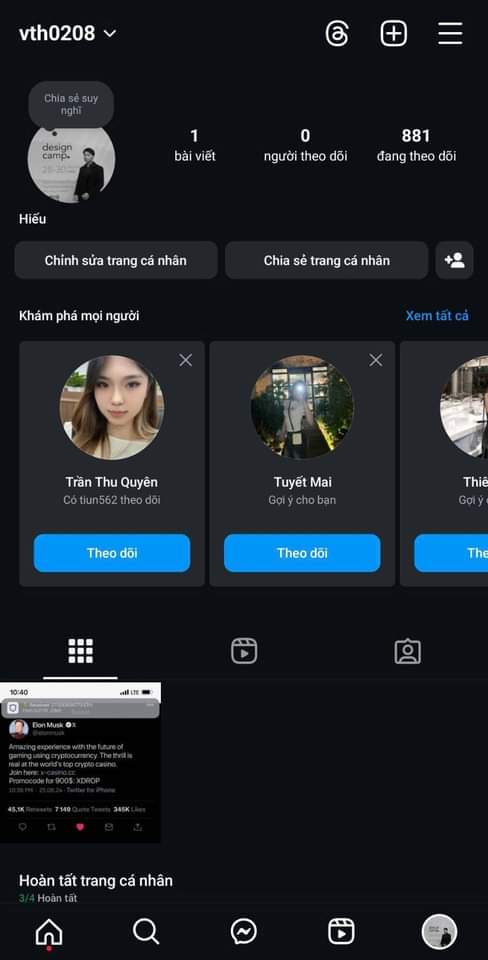 vth0208
Chia sẻ suy
nghĩ
design
camp.
1
0
881
bài viết
người theo dõi
đang theo dõi
Hiếu
Chỉnh sửa trang cá nhân
Chia sẻ trang cá nhân
Khám phá mọi người
Xem tất cả
Trần Thu Quyên
Có tiun562 theo dõi
Theo dõi
Tuyết Mai
Gợi ý cho bạn
Theo dõi
Thiê
Gợi ý
The
10:40
LTE
Elon Musk
@elonmusk
Amazing experience with the future of
gaming using cryptocurrency. The thrill is
real at the world's top crypto casino.
Join here: x-casino.cc
Promocode for 900$: XDROP
10:39 PM · 25.08.24 · Twitter for iPhone
45,1K Retweets 7 149 Quote Tweets 345K Likes
Hoàn tất trang cá nhân
3/4 Hoàn tất